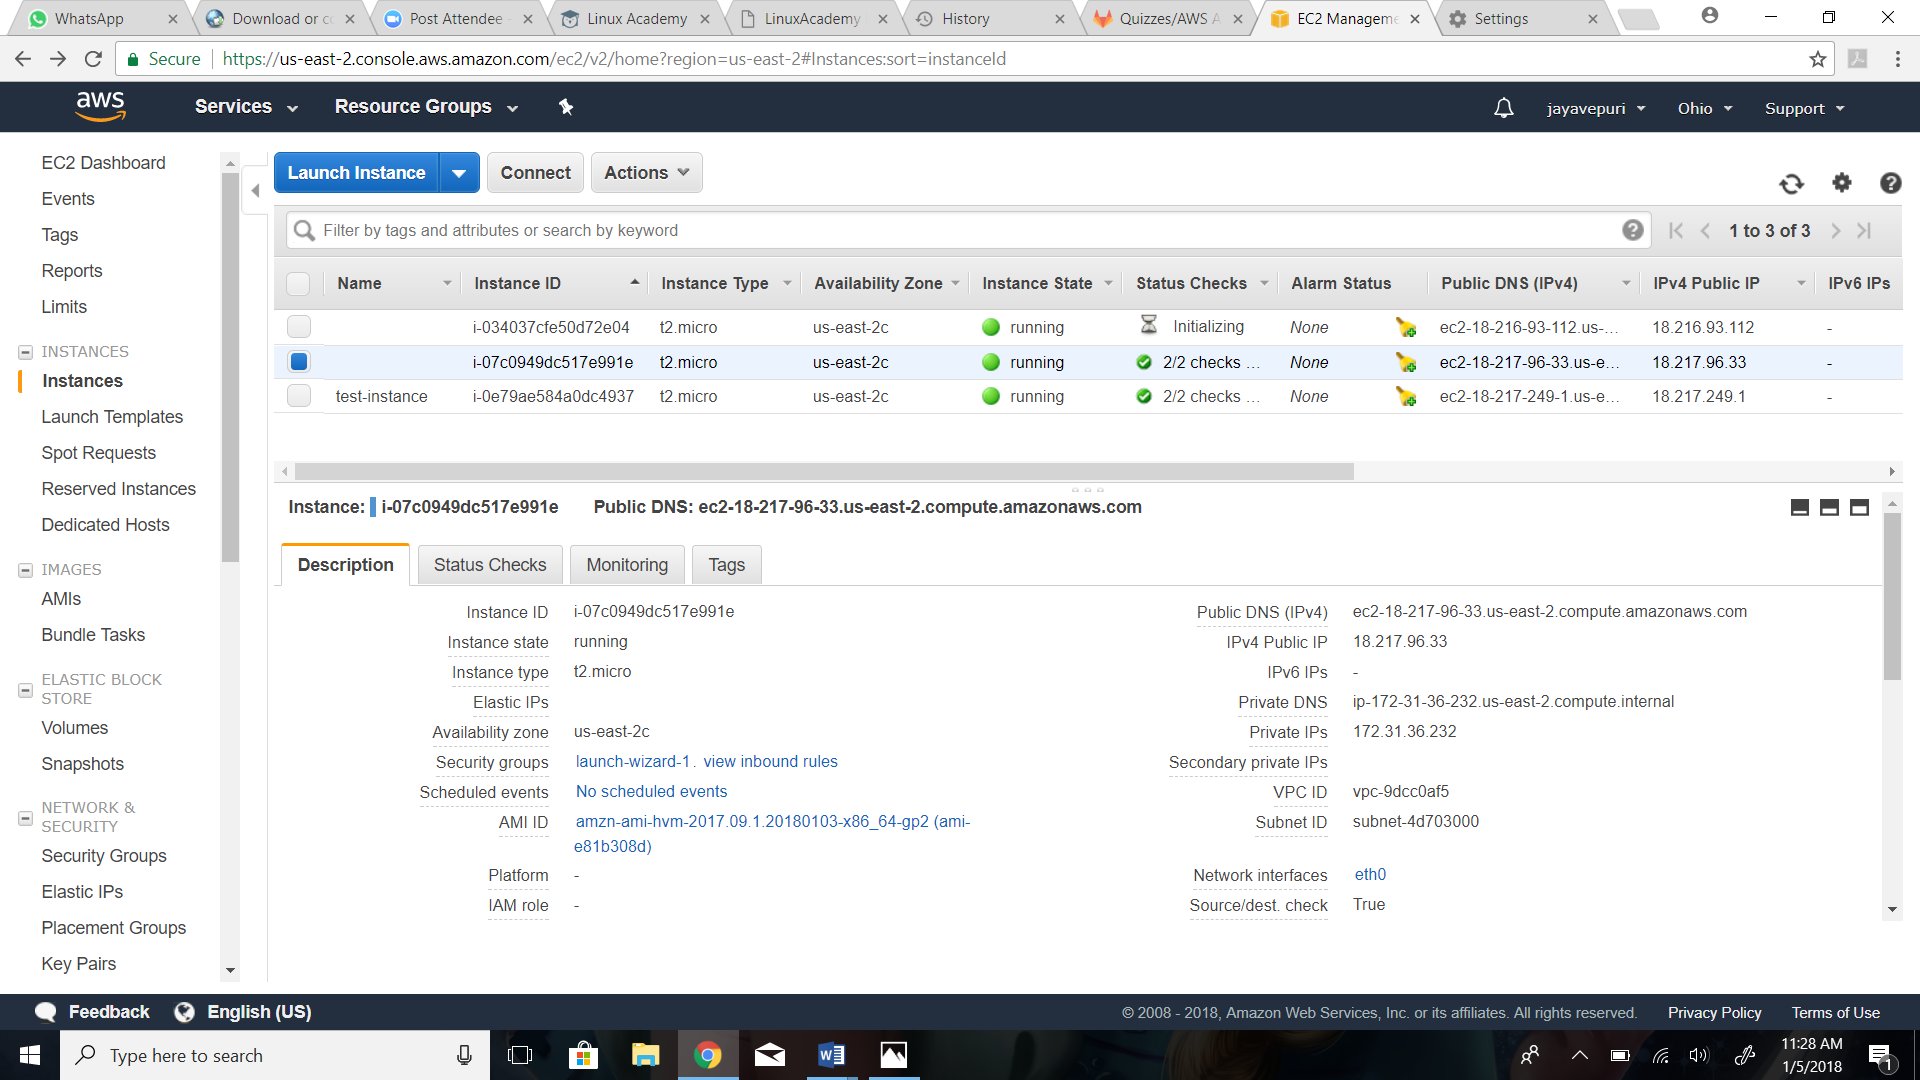 WhatsApp
Download or c
Post Attendee
Linux Academy
LinuxAcademy
History
Quizzes/AWS A
EC2 Managem
Settings
Secure https://us-east-2.console.aws.amazon.com/ec2/v2/home?region=us-east-2#Instances:sort=instanceId
aws Services Resource Groups jayavepuri Ohio Support
EC2 Dashboard
Events
Tags
Reports
Limits
INSTANCES
Instances
Launch Templates
Spot Requests
Reserved Instances
Dedicated Hosts
IMAGES
AMIs
Bundle Tasks
ELASTIC BLOCK
STORE
Volumes
Snapshots
NETWORK &
SECURITY
Security Groups
Elastic IPs
Placement Groups
Key Pairs
Launch Instance Connect Actions
Filter by tags and attributes or search by keyword 1 to 3 of 3
Name Instance ID Instance Type Availability Zone Instance State Status Checks Alarm Status Public DNS (IPv4) IPv4 Public IP IPv6 IPs
i-034037cfe50d72e04 t2.micro us-east-2c running Initializing None ec2-18-216-93-112.us-... 18.216.93.112 -
i-07c0949dc517e991e t2.micro us-east-2c running 2/2 checks ... None ec2-18-217-96-33.us-e... 18.217.96.33 -
test-instance i-0e79ae584a0dc4937 t2.micro us-east-2c running 2/2 checks ... None ec2-18-217-249-1.us-e... 18.217.249.1 -
Instance: i-07c0949dc517e991e Public DNS: ec2-18-217-96-33.us-east-2.compute.amazonaws.com
Description Status Checks Monitoring Tags
Instance ID i-07c0949dc517e991e
Instance state running
Instance type t2.micro
Elastic IPs
Availability zone us-east-2c
Security groups launch-wizard-1. view inbound rules
Scheduled events No scheduled events
AMI ID amzn-ami-hvm-2017.09.1.20180103-x86_64-gp2 (ami-
e81b308d)
Platform -
IAM role -
Public DNS (IPv4) ec2-18-217-96-33.us-east-2.compute.amazonaws.com
IPv4 Public IP 18.217.96.33
IPv6 IPs -
Private DNS ip-172-31-36-232.us-east-2.compute.internal
Private IPs 172.31.36.232
Secondary private IPs
VPC ID vpc-9dcc0af5
Subnet ID subnet-4d703000
Network interfaces eth0
Source/dest. check True
Feedback English (US) © 2008 - 2018, Amazon Web Services, Inc. or its affiliates. All rights reserved. Privacy Policy Terms of Use
Type here to search
11:28 AM
1/5/2018
1